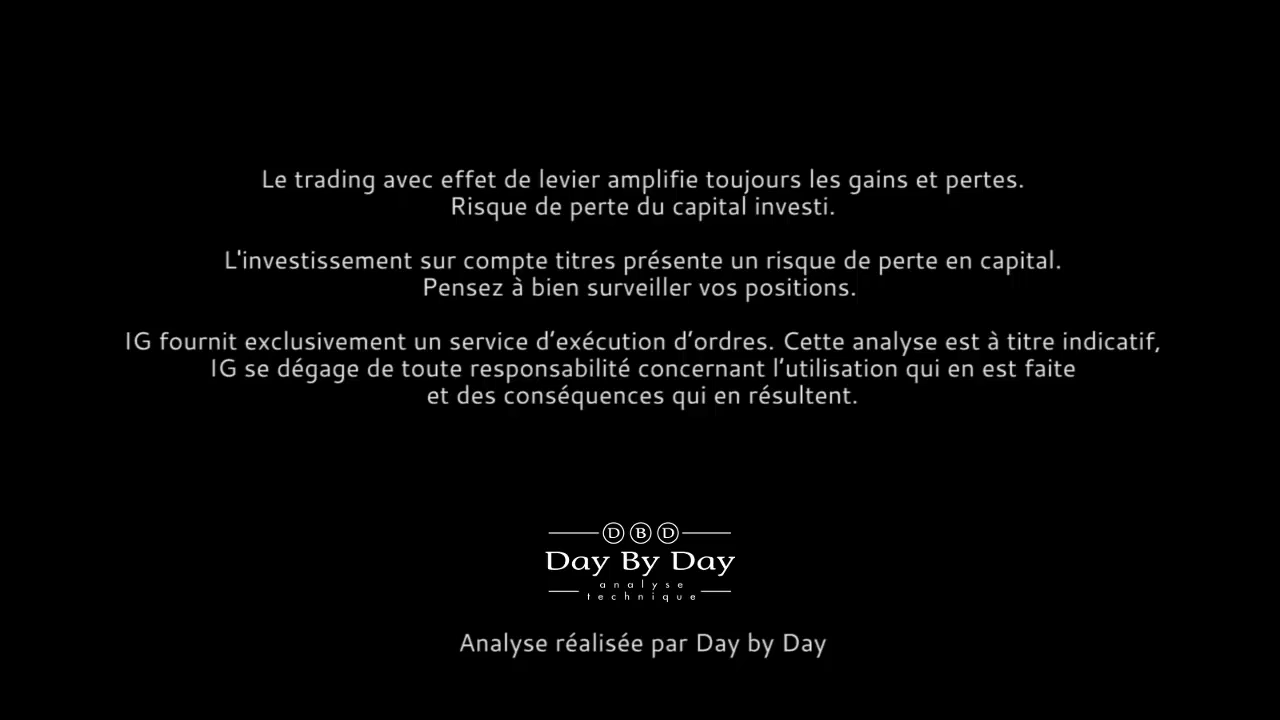 Le trading avec effet de levier amplifie toujours les gains et pertes.
Risque de perte du capital investi.
L'investissement sur compte titres présente un risque de perte en capital.
Pensez à bien surveiller vos positions.
IG fournit exclusivement un service d’exécution d’ordres. Cette analyse est à titre indicatif,
IG se dégage de toute responsabilité concernant l’utilisation qui en est faite
et des conséquences qui en résultent.
D B D
Day By Day
analyse
technique
Analyse réalisée par Day by Day